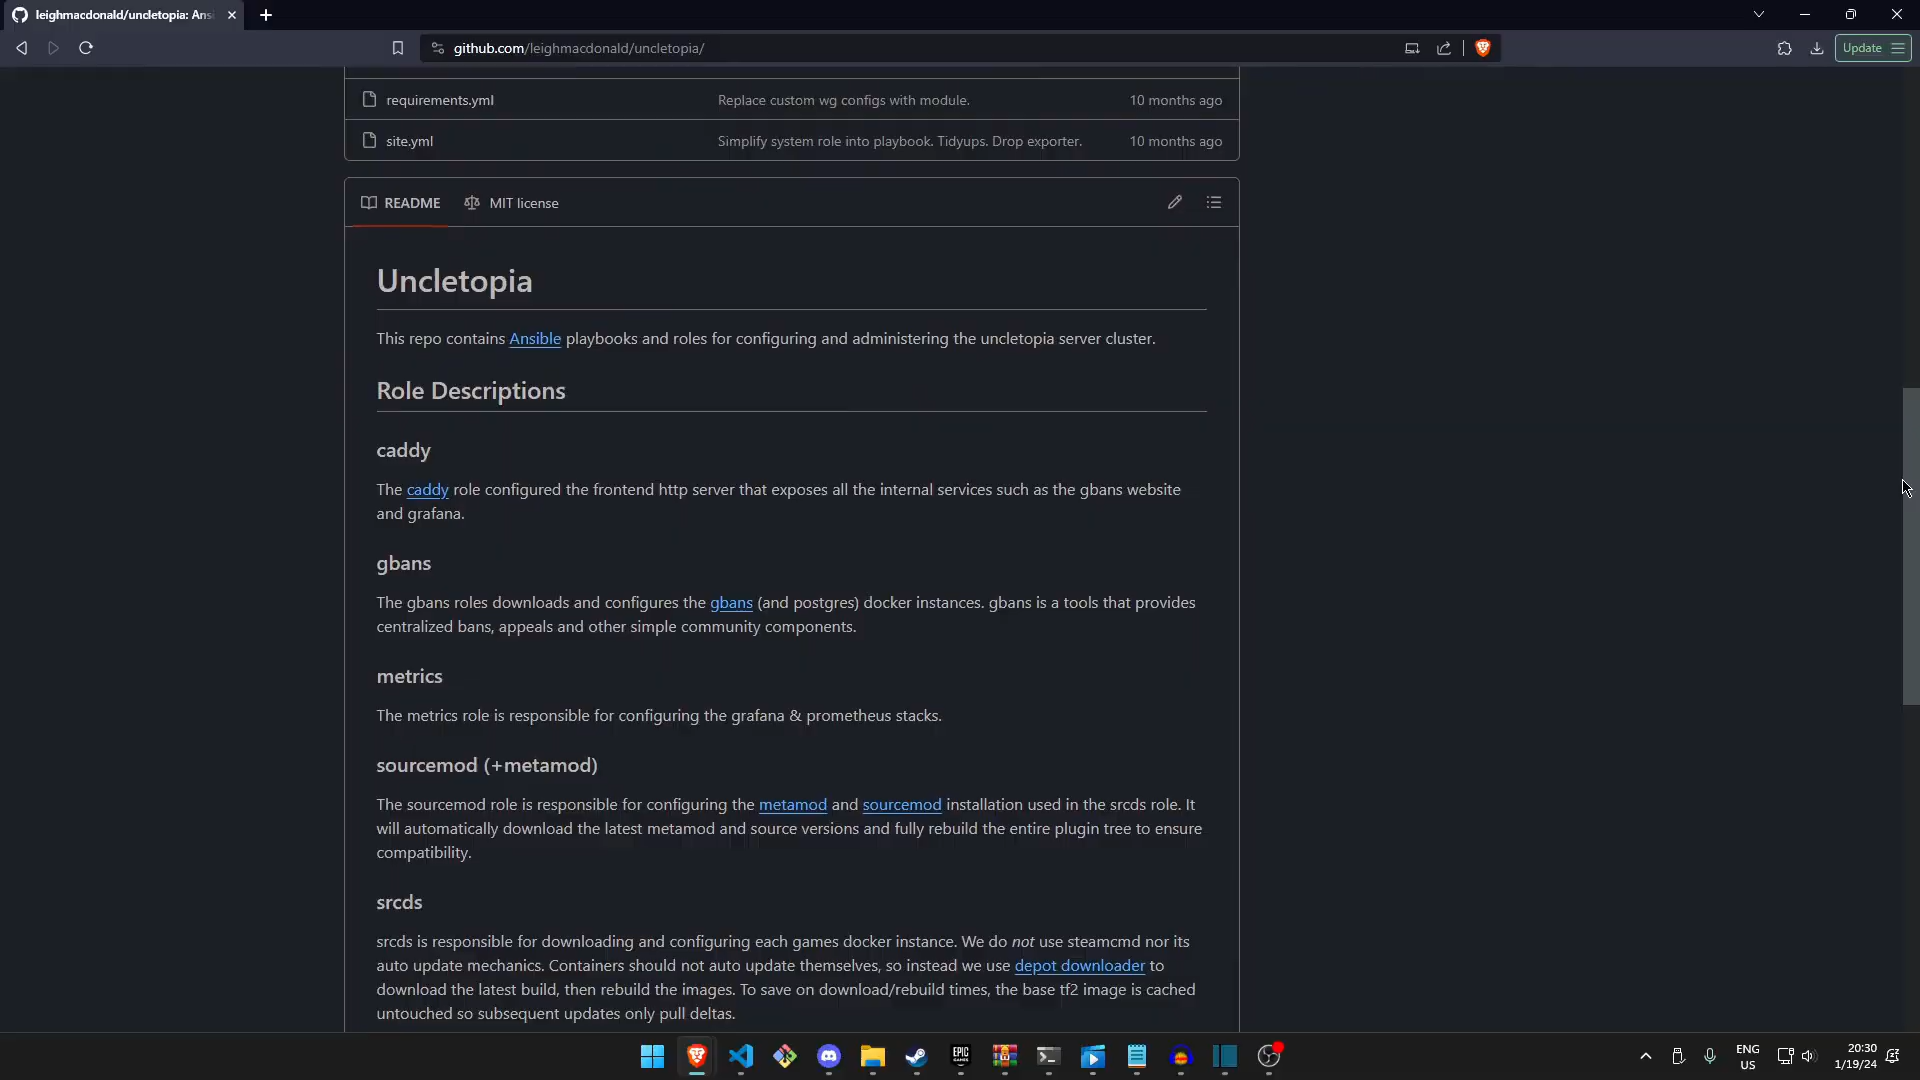 leighmacdonald/uncletopia: Ans
github.com/leighmacdonald/uncletopia/
Update
requirements.yml Replace custom wg configs with module. 10 months ago
site.yml Simplify system role into playbook. Tidyups. Drop exporter. 10 months ago
README MIT license
Uncletopia
This repo contains Ansible playbooks and roles for configuring and administering the uncletopia server cluster.
Role Descriptions
caddy
The caddy role configured the frontend http server that exposes all the internal services such as the gbans website
and grafana.
gbans
The gbans roles downloads and configures the gbans (and postgres) docker instances. gbans is a tools that provides
centralized bans, appeals and other simple community components.
metrics
The metrics role is responsible for configuring the grafana & prometheus stacks.
sourcemod (+metamod)
The sourcemod role is responsible for configuring the metamod and sourcemod installation used in the srcds role. It
will automatically download the latest metamod and source versions and fully rebuild the entire plugin tree to ensure
compatibility.
srcds
srcds is responsible for downloading and configuring each games docker instance. We do not use steamcmd nor its
auto update mechanics. Containers should not auto update themselves, so instead we use depot downloader to
download the latest build, then rebuild the images. To save on download/rebuild times, the base tf2 image is cached
untouched so subsequent updates only pull deltas.
EPIC
GAMES
ENG
US
20:30
1/19/24